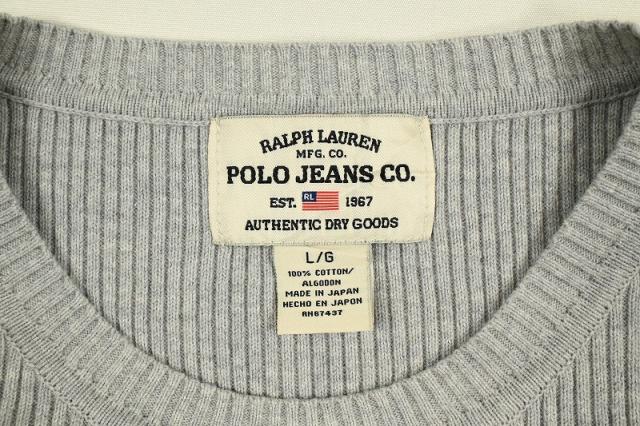 RALPH LAUREN
MFG. CO.
POLO JEANS CO.
EST. RL 1967
AUTHENTIC DRY GOODS
L/G
100% COTTON/
ALGODON
MADE IN JAPAN
HECHO EN JAPON
RN67437